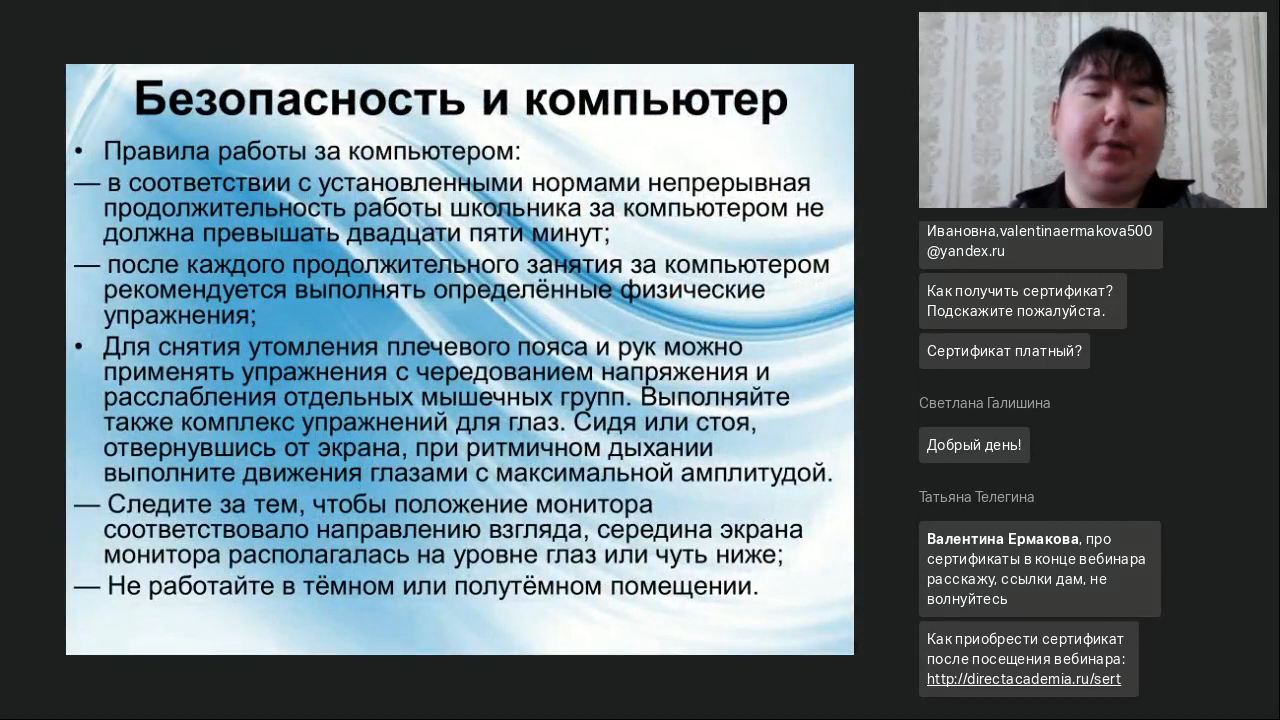 Безопасность и компьютер
• Правила работы за компьютером:
— в соответствии с установленными нормами непрерывная
продолжительность работы школьника за компьютером не
должна превышать двадцати пяти минут;
— после каждого продолжительного занятия за компьютером
рекомендуется выполнять определённые физические
упражнения;
• Для снятия утомления плечевого пояса и рук можно
применять упражнения с чередованием напряжения и
расслабления отдельных мышечных групп. Выполняйте
также комплекс упражнений для глаз. Сидя или стоя,
отвернувшись от экрана, при ритмичном дыхании
выполните движения глазами с максимальной амплитудой.
— Следите за тем, чтобы положение монитора
соответствовало направлению взгляда, середина экрана
монитора располагалась на уровне глаз или чуть ниже;
— Не работайте в тёмном или полутёмном помещении.
Ивановна,valentinaermakova500
@yandex.ru
Как получить сертификат?
Подскажите пожалуйста.
Сертификат платный?
Светлана Галишина
Добрый день!
Татьяна Телегина
Валентина Ермакова, про
сертификаты в конце вебинара
расскажу, ссылки дам, не
волнуйтесь
Как приобрести сертификат
после посещения вебинара:
http://directacademia.ru/sert